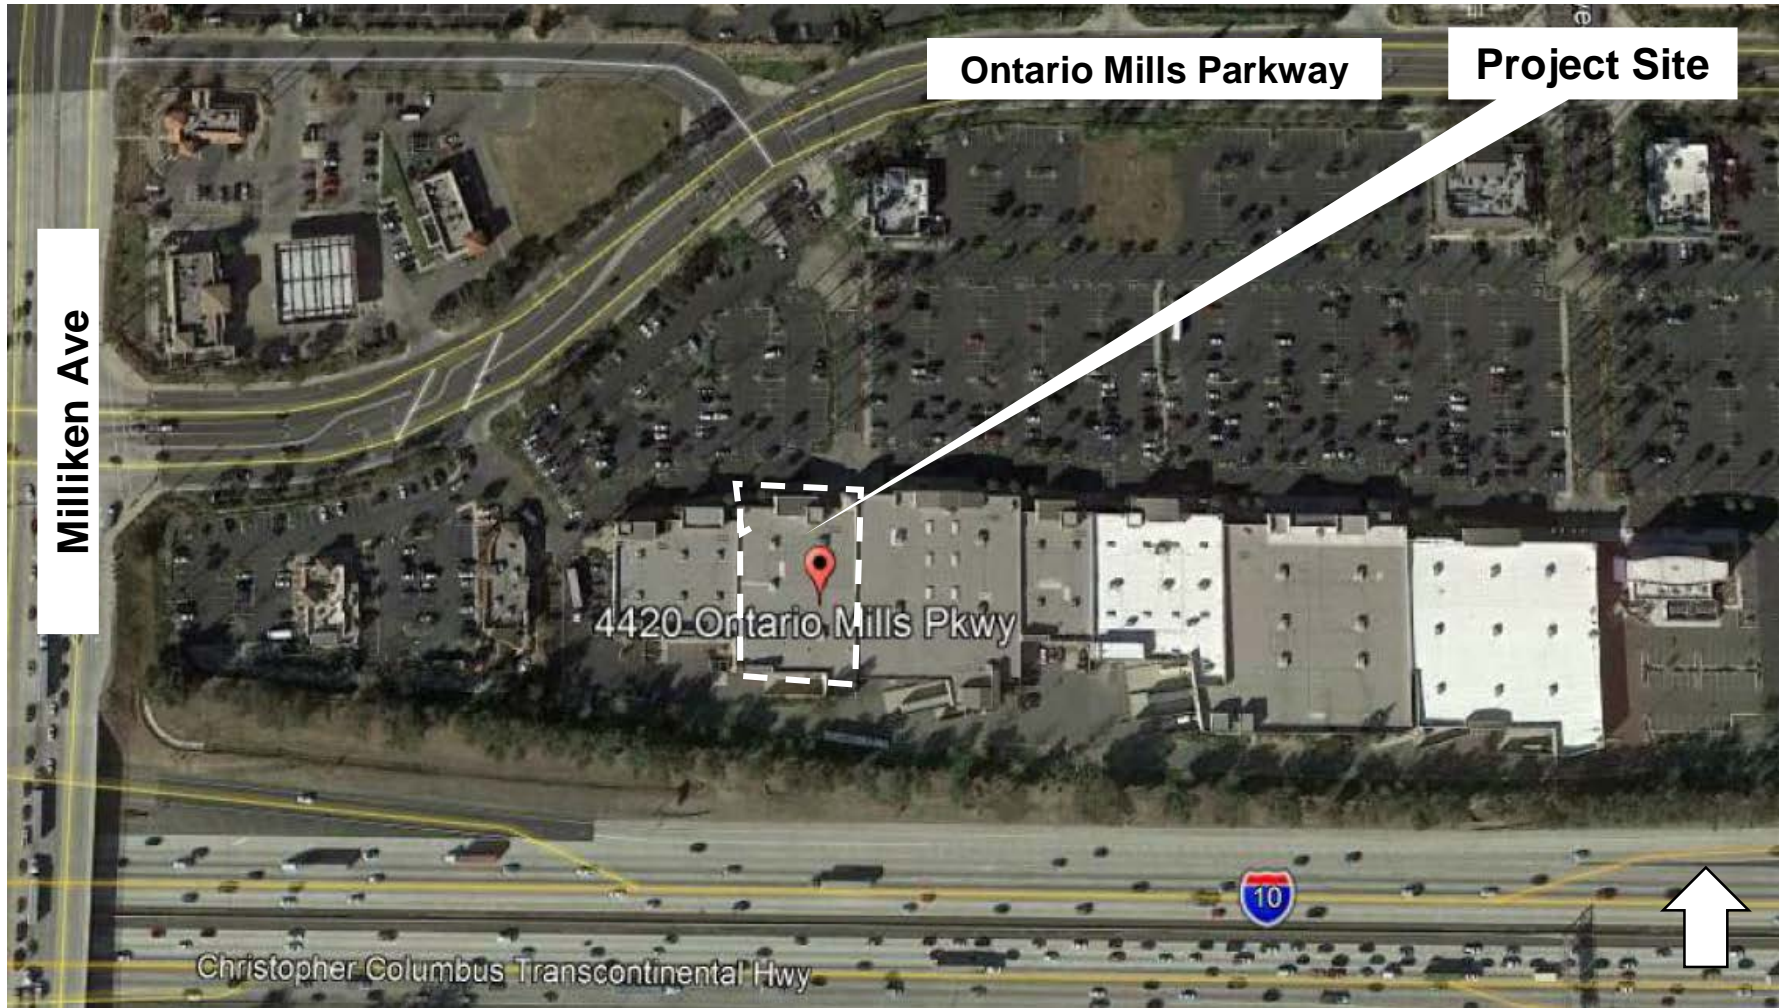 Ontario Mills Parkway
Project Site
Milliken Ave
4420 Ontario Mills Pkwy
10
Christopher Columbus Transcontinental Hwy